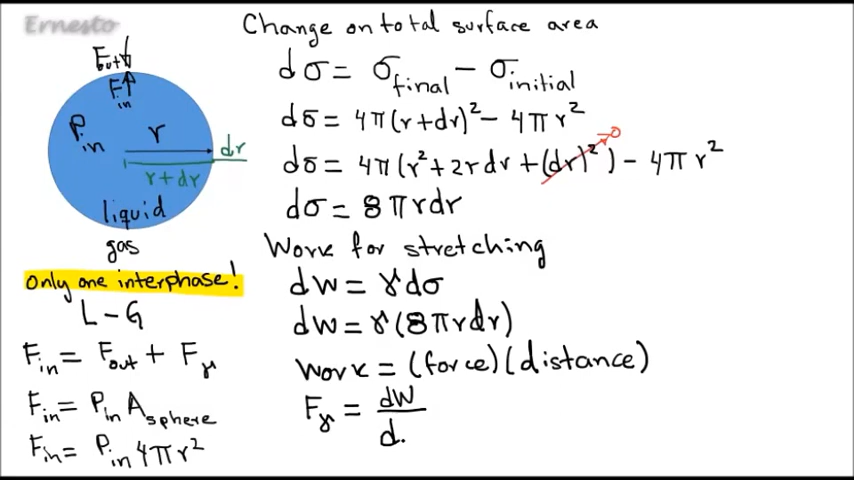 Ernesto
Change on total surface area
F_out
F_in
P_in
r
dr
r+dr
liquid
gas
dσ = σ_final − σ_initial
dσ = 4π(r+dr)² − 4πr²
dσ = 4π(r²+2rdr+(dr)²) − 4πr²
0
dσ = 8πrdr
Work for stretching
dW = γdσ
dW = γ(8πrdr)
Work = (force)(distance)
F_γ = dW/d.
Only one interphase!
L–G
F_in = F_out + F_γ
F_in = P_in A_sphere
F_in = P_in 4πr²